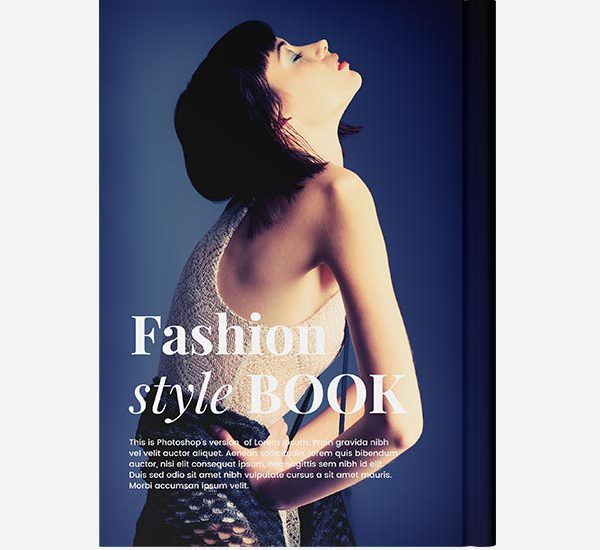 Fashion
style BOOK
This is Photoshop's version of Lorem Ipsum. Proin gravida nibh
vel velit auctor aliquet. Aenean sollicitudin, lorem quis bibendum
auctor, nisi elit consequat ipsum, nec sagittis sem nibh id elit.
Duis sed odio sit amet nibh vulputate cursus a sit amet mauris.
Morbi accumsan ipsum velit.